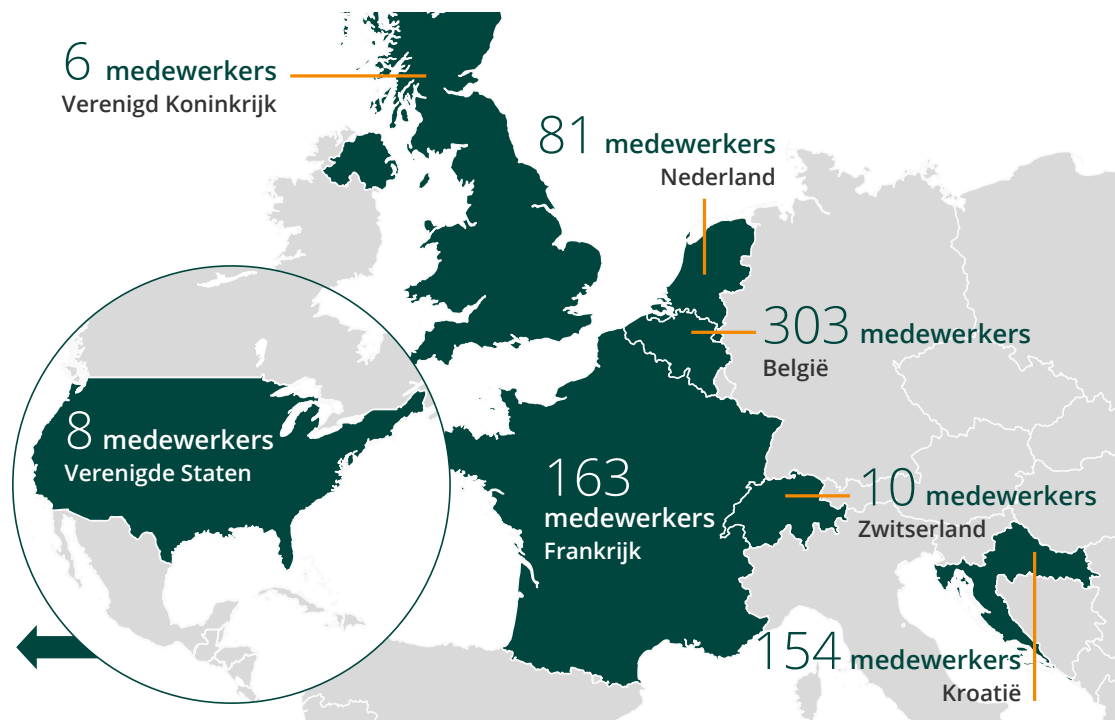 6 medewerkers
Verenigd Koninkrijk
81 medewerkers
Nederland
303 medewerkers
België
8 medewerkers
Verenigde Staten
163
medewerkers
Frankrijk
10 medewerkers
Zwitserland
154 medewerkers
Kroatië